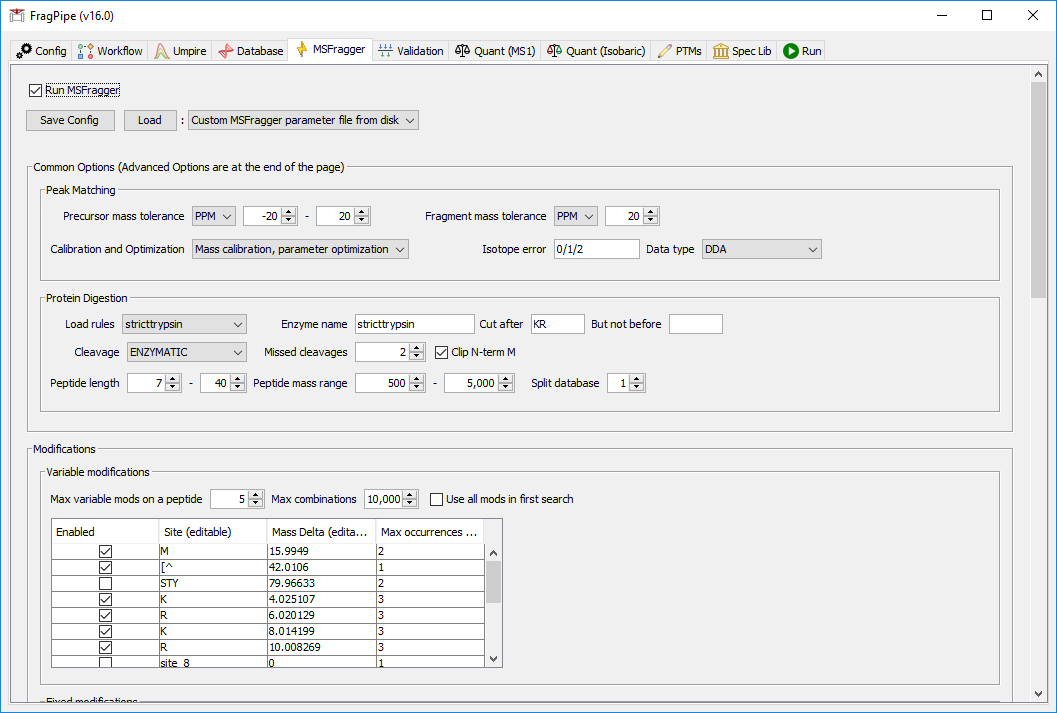 FragPipe (v16.0)
Config Workflow Umpire Database MSFragger Validation Quant (MS1) Quant (Isobaric) PTMs Spec Lib Run
Run MSFragger
Save Config Load : Custom MSFragger parameter file from disk
Common Options (Advanced Options are at the end of the page)
Peak Matching
Precursor mass tolerance PPM -20 - 20 Fragment mass tolerance PPM 20
Calibration and Optimization Mass calibration, parameter optimization Isotope error 0/1/2 Data type DDA
Protein Digestion
Load rules stricttrypsin Enzyme name stricttrypsin Cut after KR But not before
Cleavage ENZYMATIC Missed cleavages 2 Clip N-term M
Peptide length 7 - 40 Peptide mass range 500 - 5,000 Split database 1
Modifications
Variable modifications
Max variable mods on a peptide 5 Max combinations 10,000 Use all mods in first search
Enabled Site (editable) Mass Delta (edita... Max occurrences ...
M 15.9949 2
[^ 42.0106 1
STY 79.96633 2
K 4.025107 3
R 6.020129 3
K 8.014199 3
R 10.008269 3
site_8 0 1
Fixed modifications